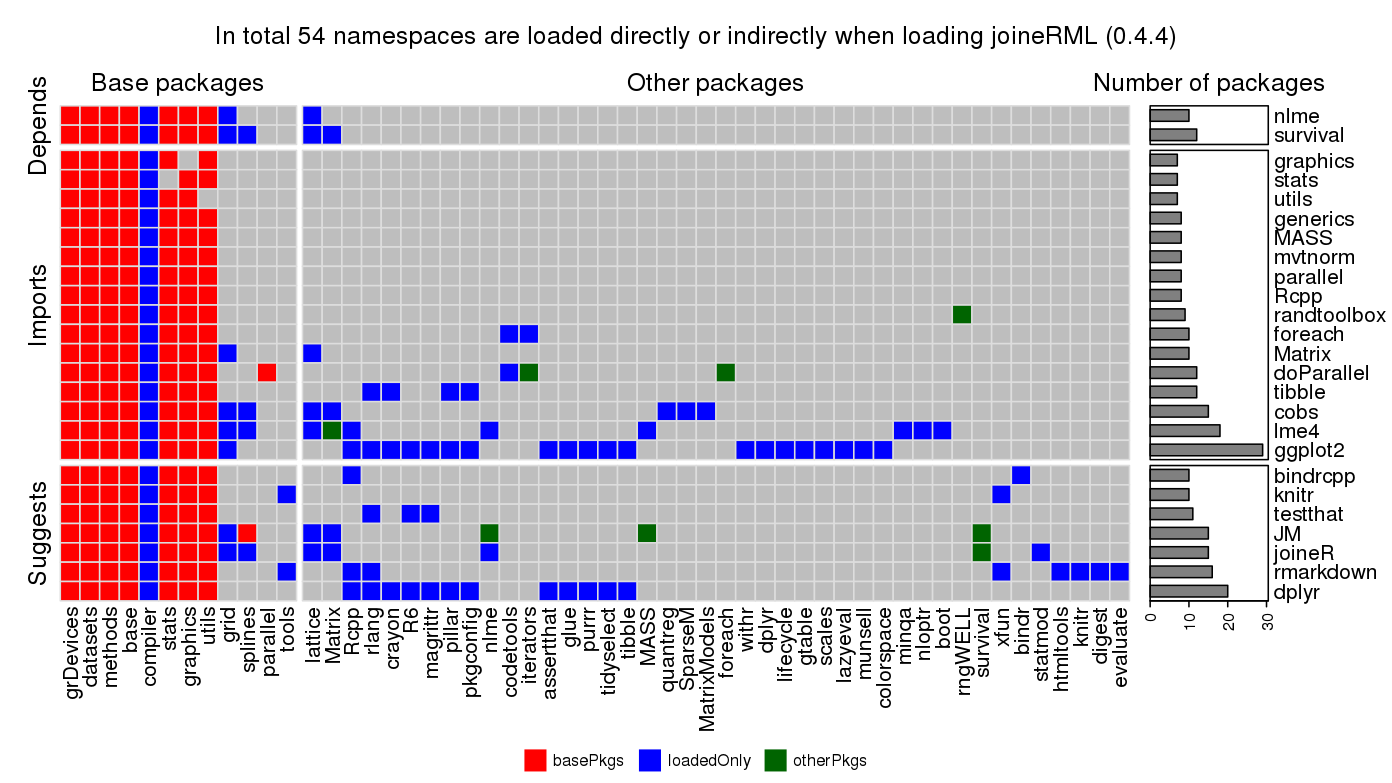 In total 54 namespaces are loaded directly or indirectly when loading joineRML (0.4.4)
Base packages
Other packages
Number of packages
Depends
nlme
survival
Imports
graphics
stats
utils
generics
MASS
mvtnorm
parallel
Rcpp
randtoolbox
foreach
Matrix
doParallel
tibble
cobs
lme4
ggplot2
Suggests
bindrcpp
knitr
testthat
JM
joineR
rmarkdown
dplyr
grDevices
datasets
methods
base
compiler
stats
graphics
utils
grid
splines
parallel
tools
lattice
Matrix
Rcpp
rlang
crayon
R6
magrittr
pillar
pkgconfig
nlme
codetools
iterators
assertthat
glue
purrr
tidyselect
tibble
MASS
quantreg
SparseM
MatrixModels
foreach
withr
dplyr
lifecycle
gtable
scales
lazyeval
munsell
colorspace
minqa
nloptr
boot
rngWELL
survival
xfun
bindr
statmod
htmltools
knitr
digest
evaluate
0
10
20
30
basePkgs
loadedOnly
otherPkgs